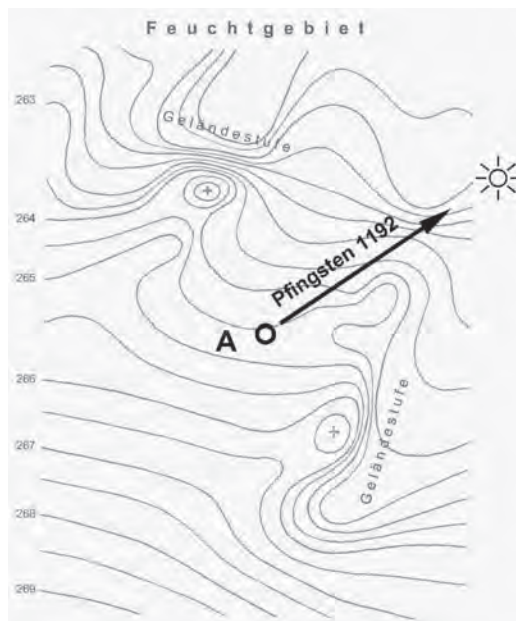 Feuchtgebiet
263
Geländestufe
264
Pfingsten 1192
265
A
266
Geländestufe
267
268
269